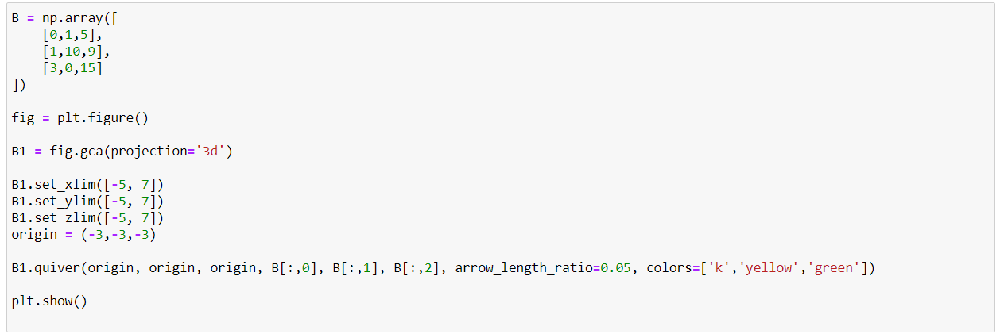 B = np.array([
    [0,1,5],
    [1,10,9],
    [3,0,15]
])
fig = plt.figure()
B1 = fig.gca(projection='3d')
B1.set_xlim([-5, 7])
B1.set_ylim([-5, 7])
B1.set_zlim([-5, 7])
origin = (-3,-3,-3)
B1.quiver(origin, origin, origin, B[:,0], B[:,1], B[:,2], arrow_length_ratio=0.05, colors=['k','yellow','green'])
plt.show()